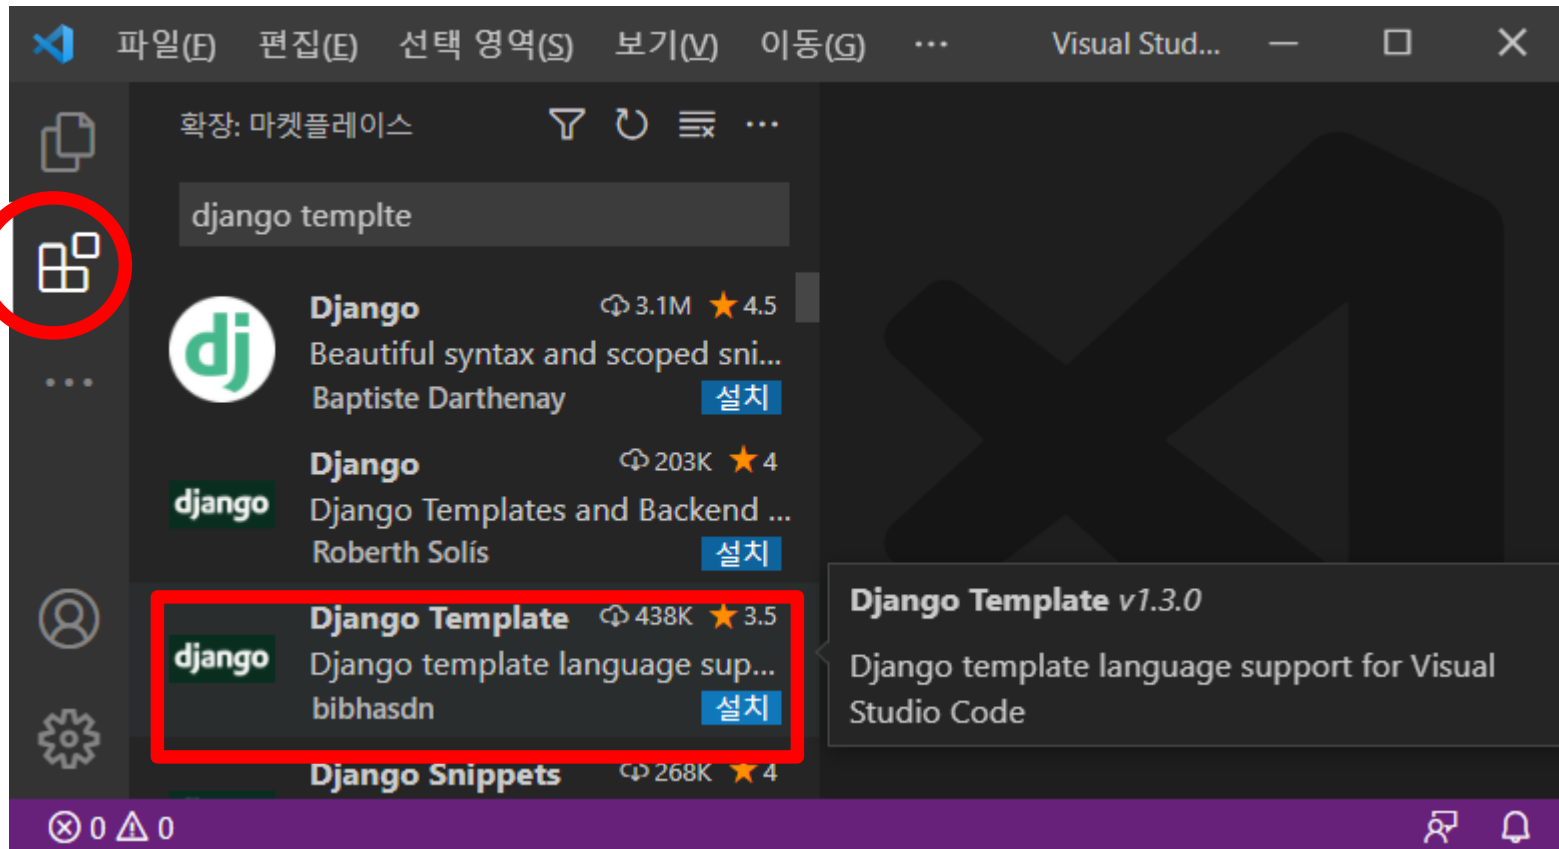 파일(F) 편집(E) 선택 영역(S) 보기(V) 이동(G) ··· Visual Stud...
확장: 마켓플레이스
django templte
dj
Django 3.1M ★ 4.5
Beautiful syntax and scoped sni...
Baptiste Darthenay 설치
django
Django 203K ★ 4
Django Templates and Backend ...
Roberth Solís 설치
django
Django Template 438K ★ 3.5
Django template language sup...
bibhasdn 설치
Django Snippets 268K ★ 4
Django Template v1.3.0
Django template language support for Visual
Studio Code
0 0